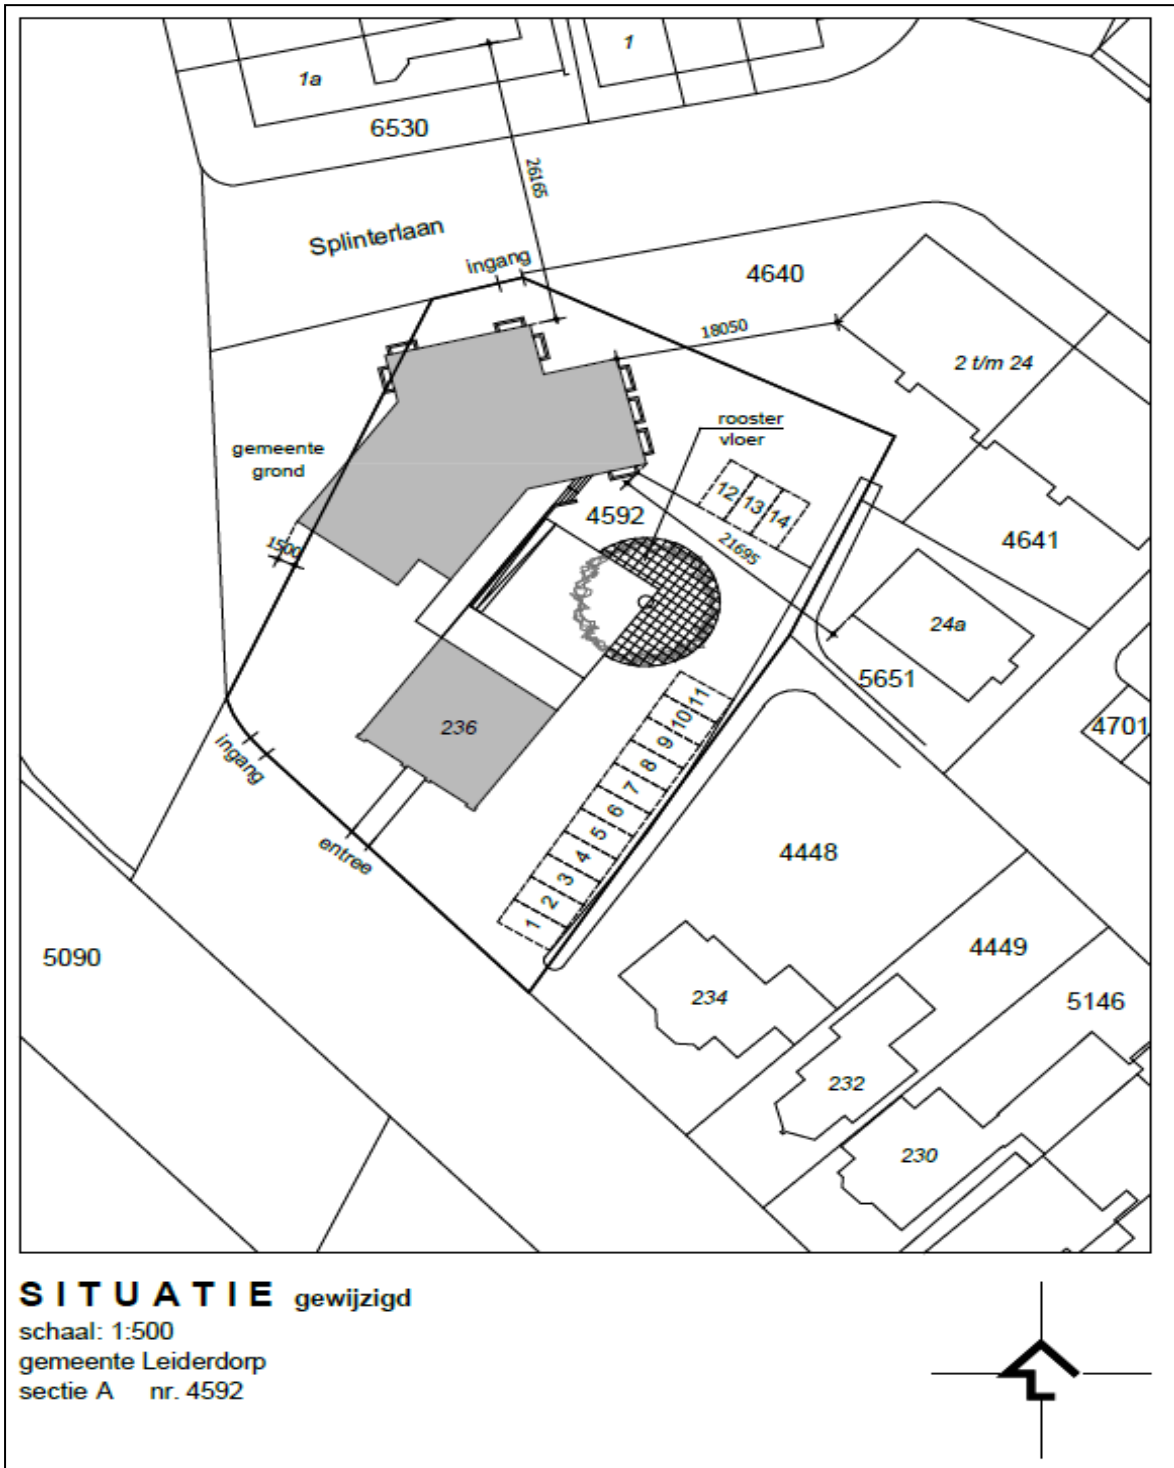 1a
1
6530
26165
Splinterlaan
ingang
4640
18050
2 t/m 24
rooster
vloer
gemeente
grond
12
13
14
4592
21695
4641
1500
24a
5651
4701
236
11
10
9
8
7
6
5
4
3
2
1
ingang
entree
4448
5090
4449
234
5146
232
230
SITUATIE gewijzigd
schaal: 1:500
gemeente Leiderdorp
sectie A nr. 4592